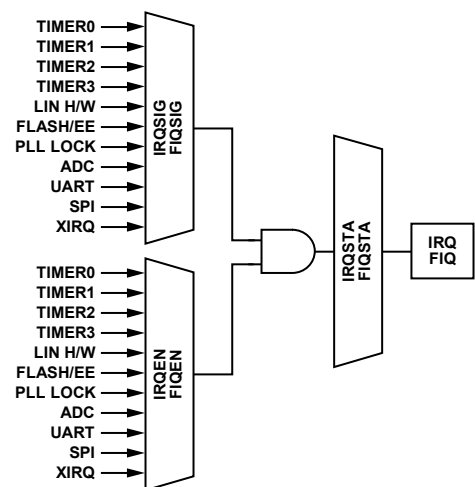 TIMER0
TIMER1
TIMER2
TIMER3
LIN H/W
FLASH/EE
PLL LOCK
ADC
UART
SPI
XIRQ
IRQSIG
FIQSIG
TIMER0
TIMER1
TIMER2
TIMER3
LIN H/W
FLASH/EE
PLL LOCK
ADC
UART
SPI
XIRQ
IRQEN
FIQEN
IRQSTA
FIQSTA
IRQ
FIQ